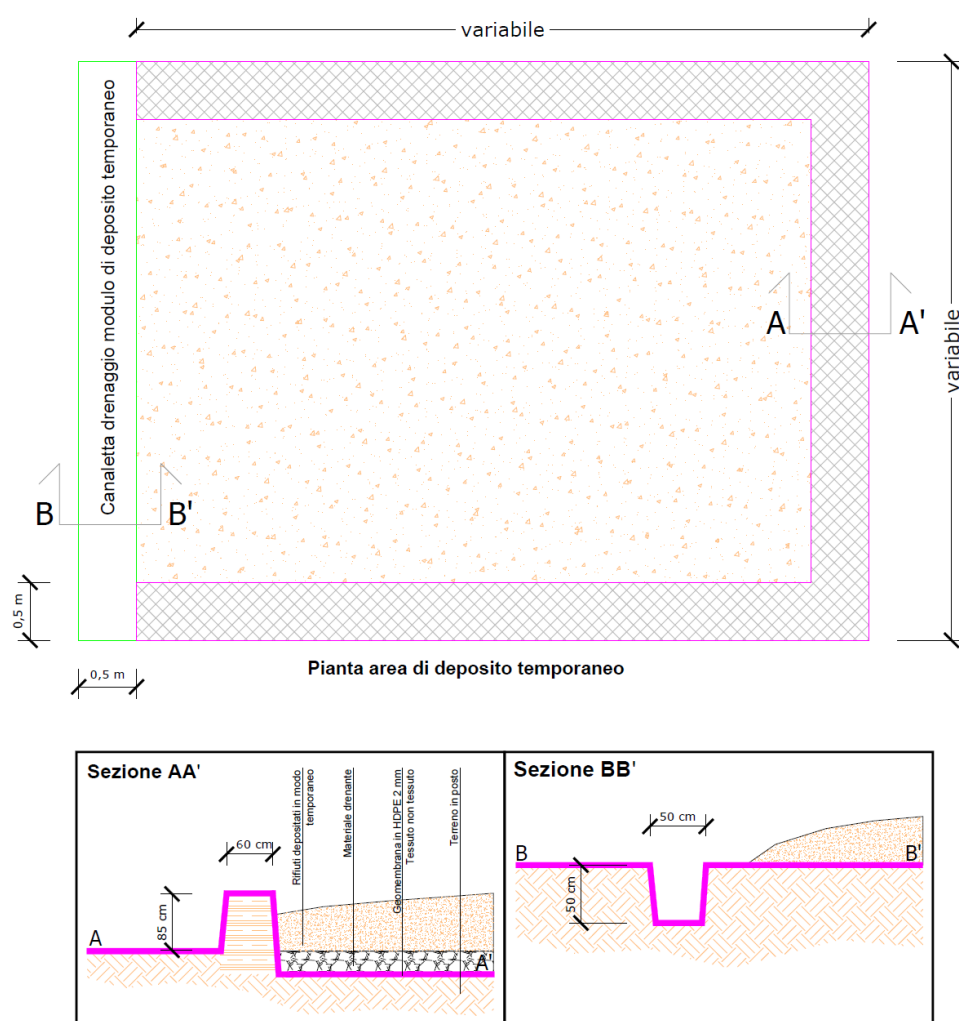 variabile
Canaletta drenaggio modulo di deposito temporaneo
A
A'
variabile
B
B'
0,5 m
0,5 m
Pianta area di deposito temporaneo
Sezione AA'
60 cm
85 cm
A
A'
Rifiuti depositati in modo
temporaneo
Materiale drenante
Geomembrana in HDPE 2 mm
Tessuto non tessuto
Terreno in posto
Sezione BB'
50 cm
B
B'
50 cm